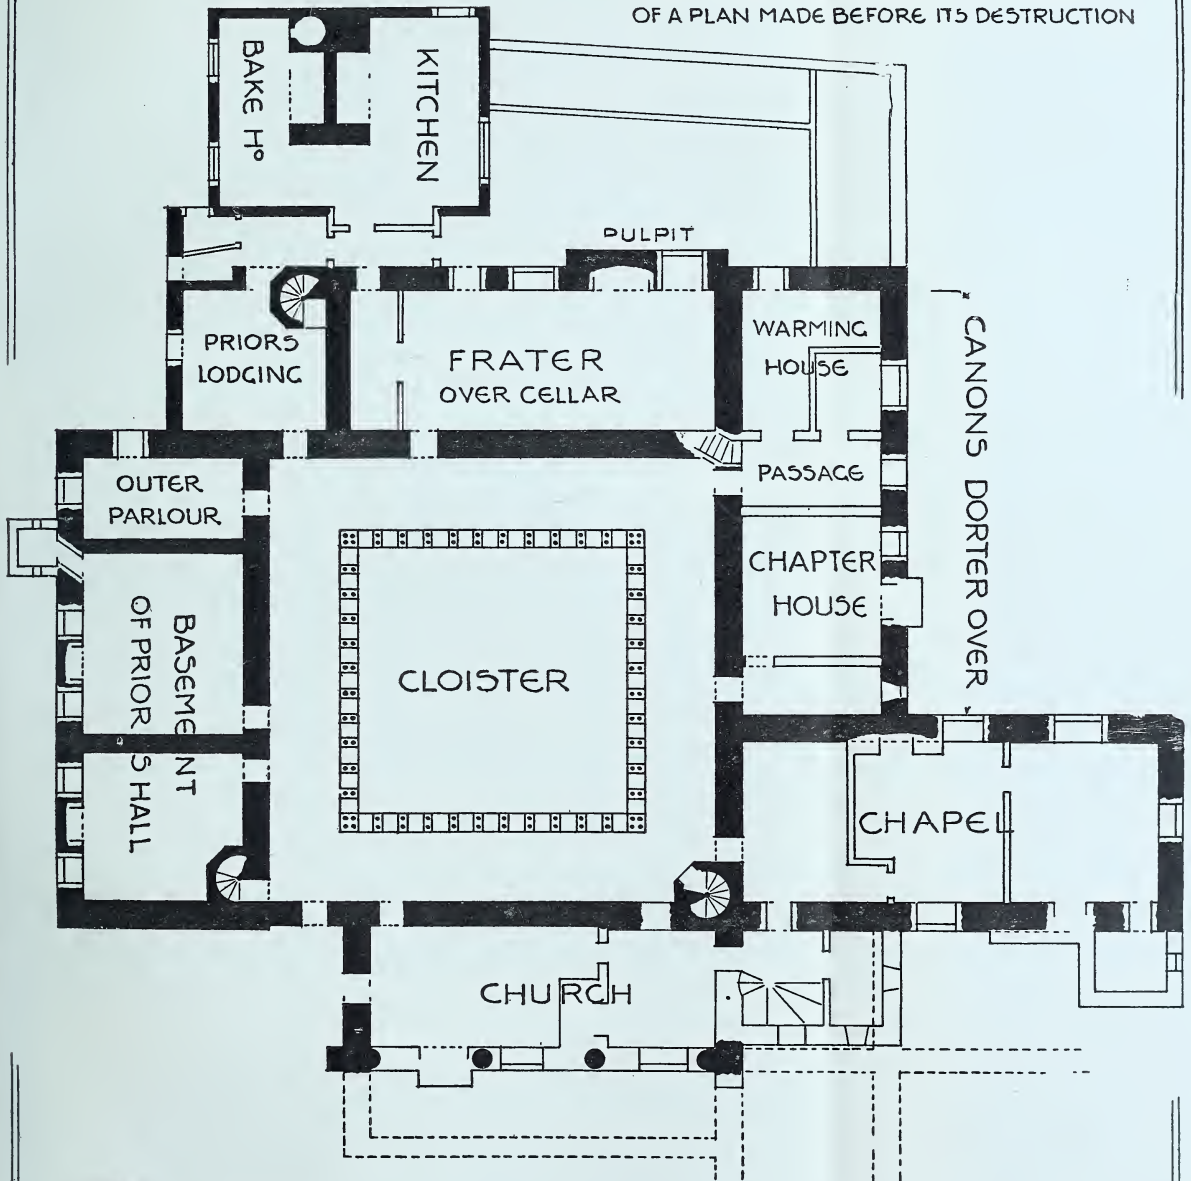 OF A PLAN MADE BEFORE ITS DESTRUCTION
BAKE Hº
KITCHEN
PULPIT
PRIORS
LODGING
FRATER
OVER CELLAR
WARMING
HOUSE
CANONS DORTER OVER
OUTER
PARLOUR
PASSAGE
CHAPTER
HOUSE
BASEMENT
OF PRIORS HALL
CLOISTER
CHAPEL
CHURCH